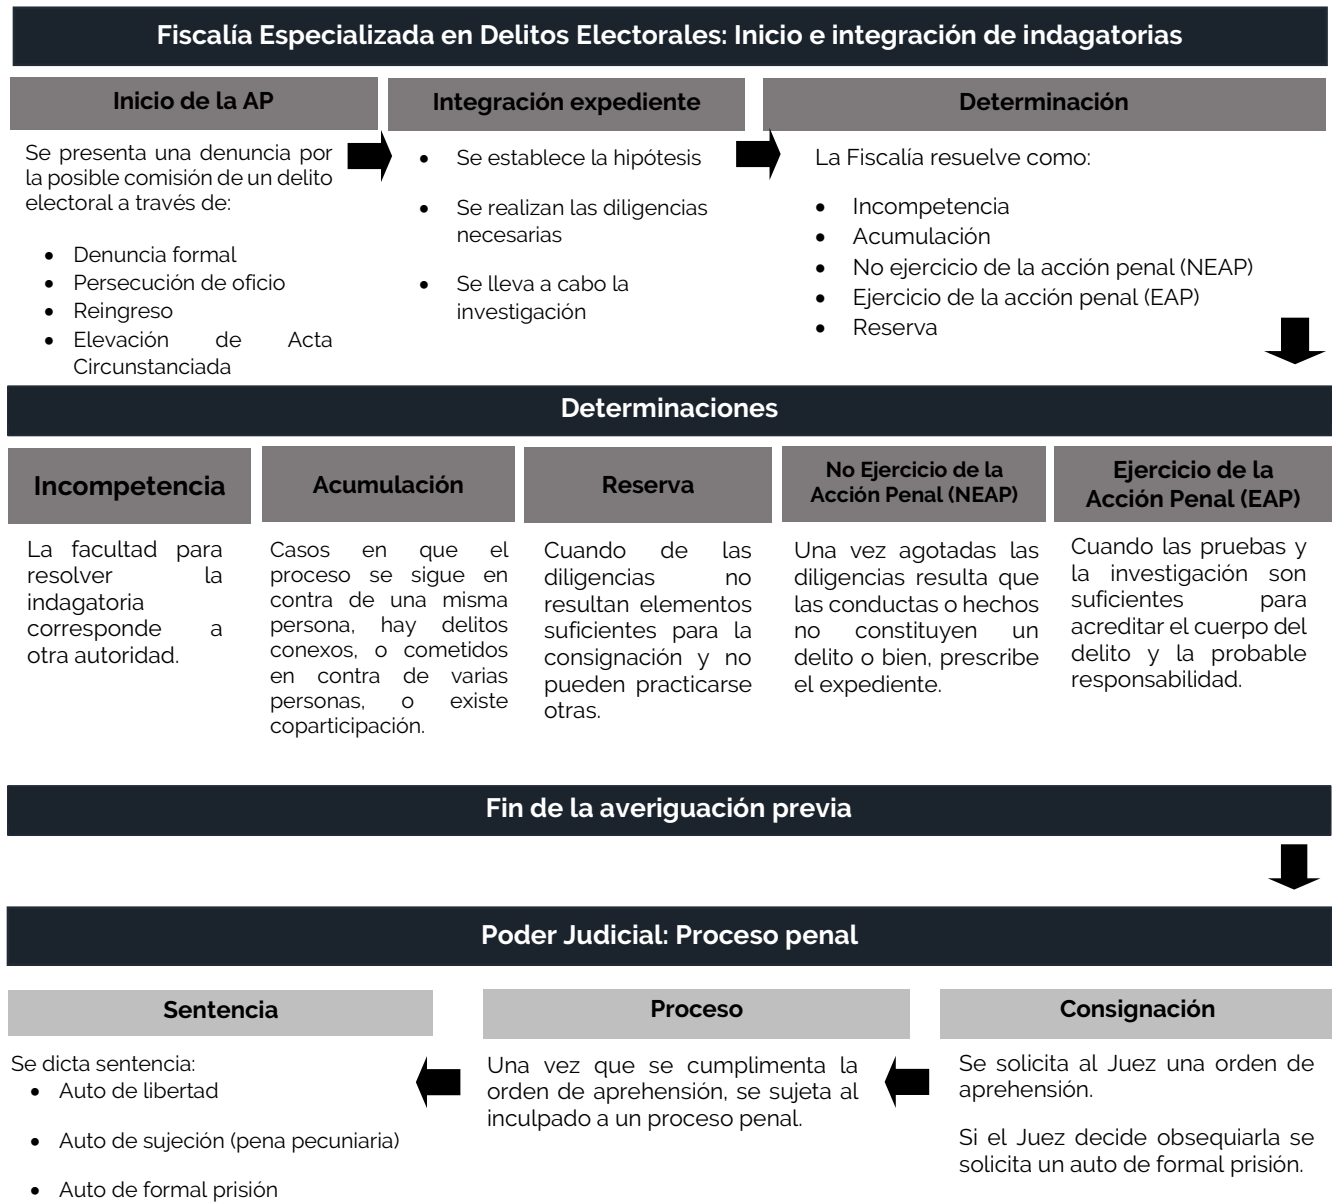 Fiscalía Especializada en Delitos Electorales: Inicio e integración de indagatorias
Inicio de la AP
Se presenta una denuncia por
la posible comisión de un delito
electoral a través de:
• Denuncia formal
• Persecución de oficio
• Reingreso
• Elevación de Acta
Circunstanciada
Integración expediente
• Se establece la hipótesis
• Se realizan las diligencias
necesarias
• Se lleva a cabo la
investigación
Determinación
La Fiscalía resuelve como:
• Incompetencia
• Acumulación
• No ejercicio de la acción penal (NEAP)
• Ejercicio de la acción penal (EAP)
• Reserva
Determinaciones
Incompetencia
La facultad para
resolver la
indagatoria
corresponde a
otra autoridad.
Acumulación
Casos en que el
proceso se sigue en
contra de una misma
persona, hay delitos
conexos, o cometidos
en contra de varias
personas, o existe
coparticipación.
Reserva
Cuando de las
diligencias no
resultan elementos
suficientes para la
consignación y no
pueden practicarse
otras.
No Ejercicio de la
Acción Penal (NEAP)
Una vez agotadas las
diligencias resulta que
las conductas o hechos
no constituyen un
delito o bien, prescribe
el expediente.
Ejercicio de la
Acción Penal (EAP)
Cuando las pruebas y
la investigación son
suficientes para
acreditar el cuerpo del
delito y la probable
responsabilidad.
Fin de la averiguación previa
Poder Judicial: Proceso penal
Sentencia
Se dicta sentencia:
• Auto de libertad
• Auto de sujeción (pena pecuniaria)
• Auto de formal prisión
Proceso
Una vez que se cumplimenta la
orden de aprehensión, se sujeta al
inculpado a un proceso penal.
Consignación
Se solicita al Juez una orden de
aprehensión.
Si el Juez decide obsequiarla se
solicita un auto de formal prisión.